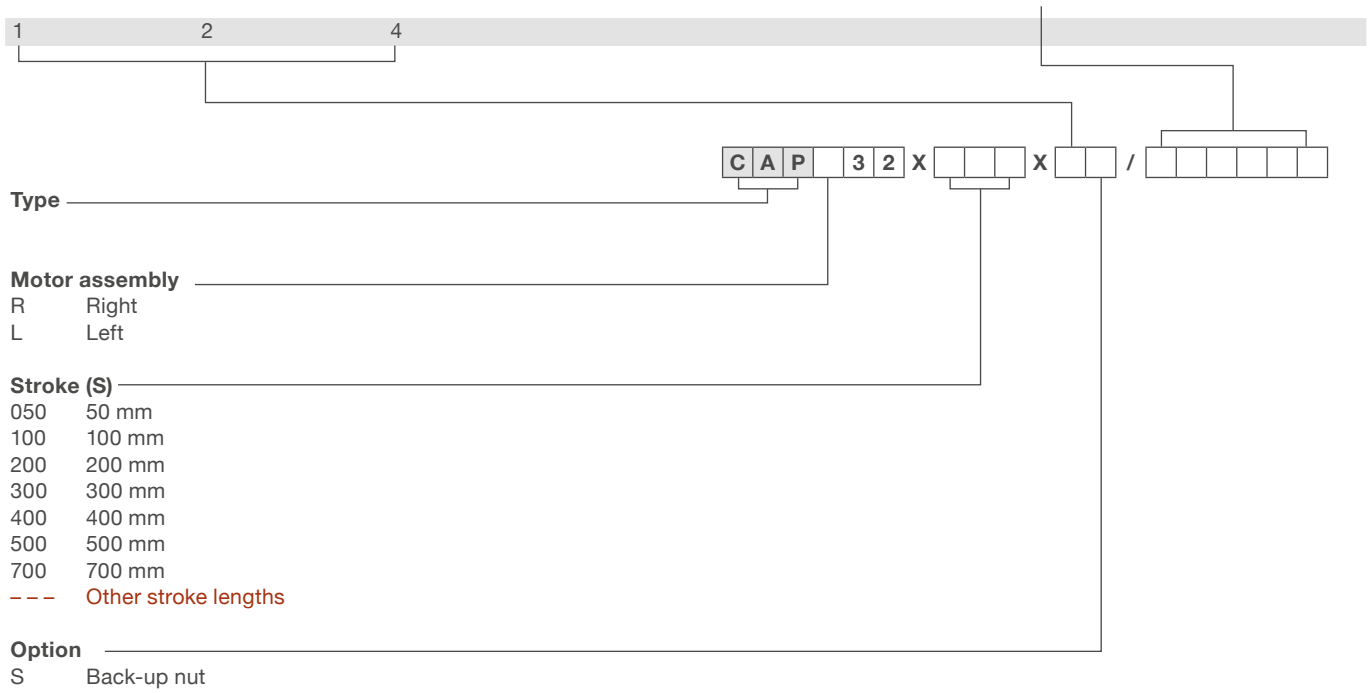 1 2 4
C A P 3 2 X X /
Type
Motor assembly
R Right
L Left
Stroke (S)
050 50 mm
100 100 mm
200 200 mm
300 300 mm
400 400 mm
500 500 mm
700 700 mm
– – – Other stroke lengths
Option
S Back-up nut